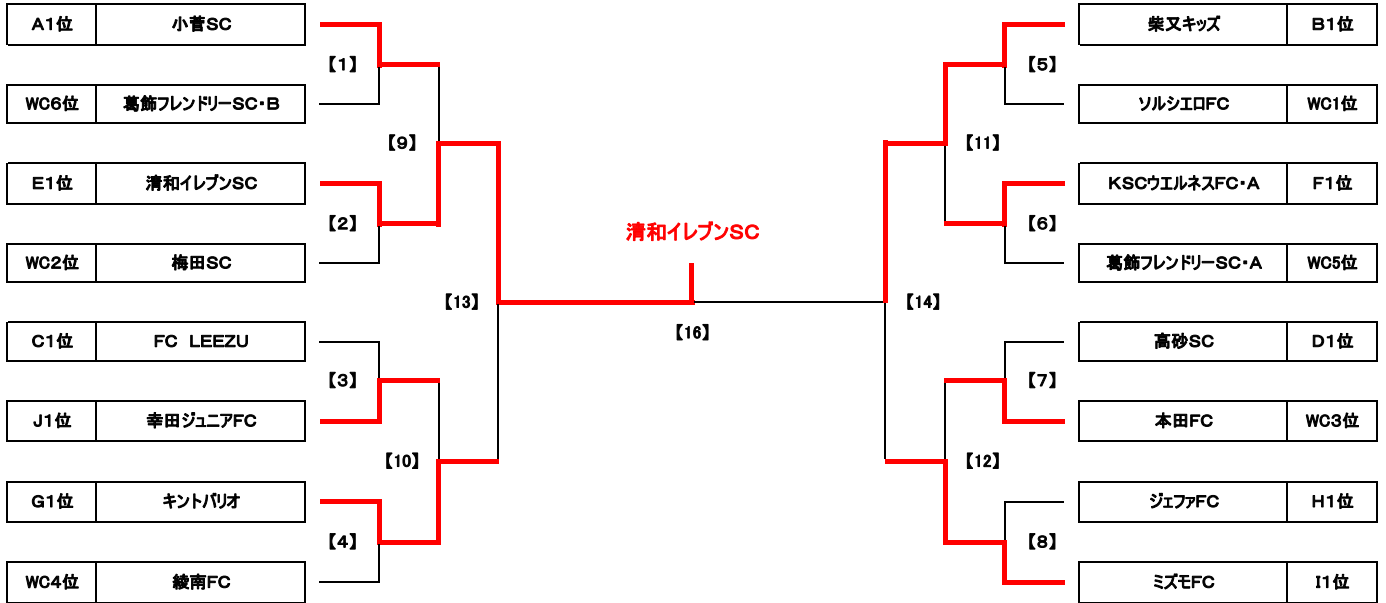 A1位 小菅SC
【1】
WC6位 葛飾フレンドリーSC・B
【9】
E1位 清和イレブンSC
【2】
WC2位 梅田SC
【13】
C1位 FC LEEZU
【3】
J1位 幸田ジュニアFC
【10】
G1位 キントバリオ
【4】
WC4位 綾南FC
清和イレブンSC
【16】
柴又キッズ B1位
【5】
ソルシエロFC WC1位
【11】
KSCウエルネスFC・A F1位
【6】
葛飾フレンドリーSC・A WC5位
【14】
高砂SC D1位
【7】
本田FC WC3位
【12】
ジェファFC H1位
【8】
ミズモFC I1位